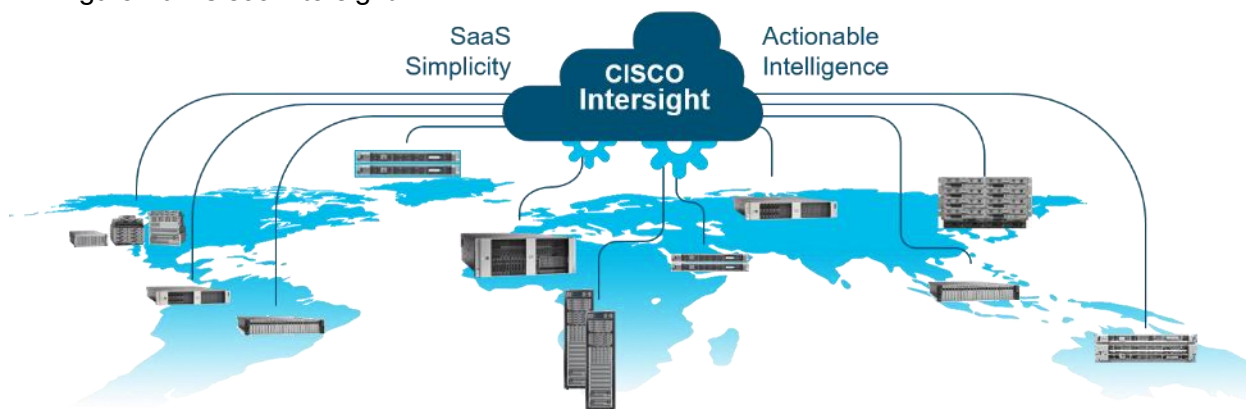 SaaS
Simplicity
CISCO
Intersight
Actionable
Intelligence